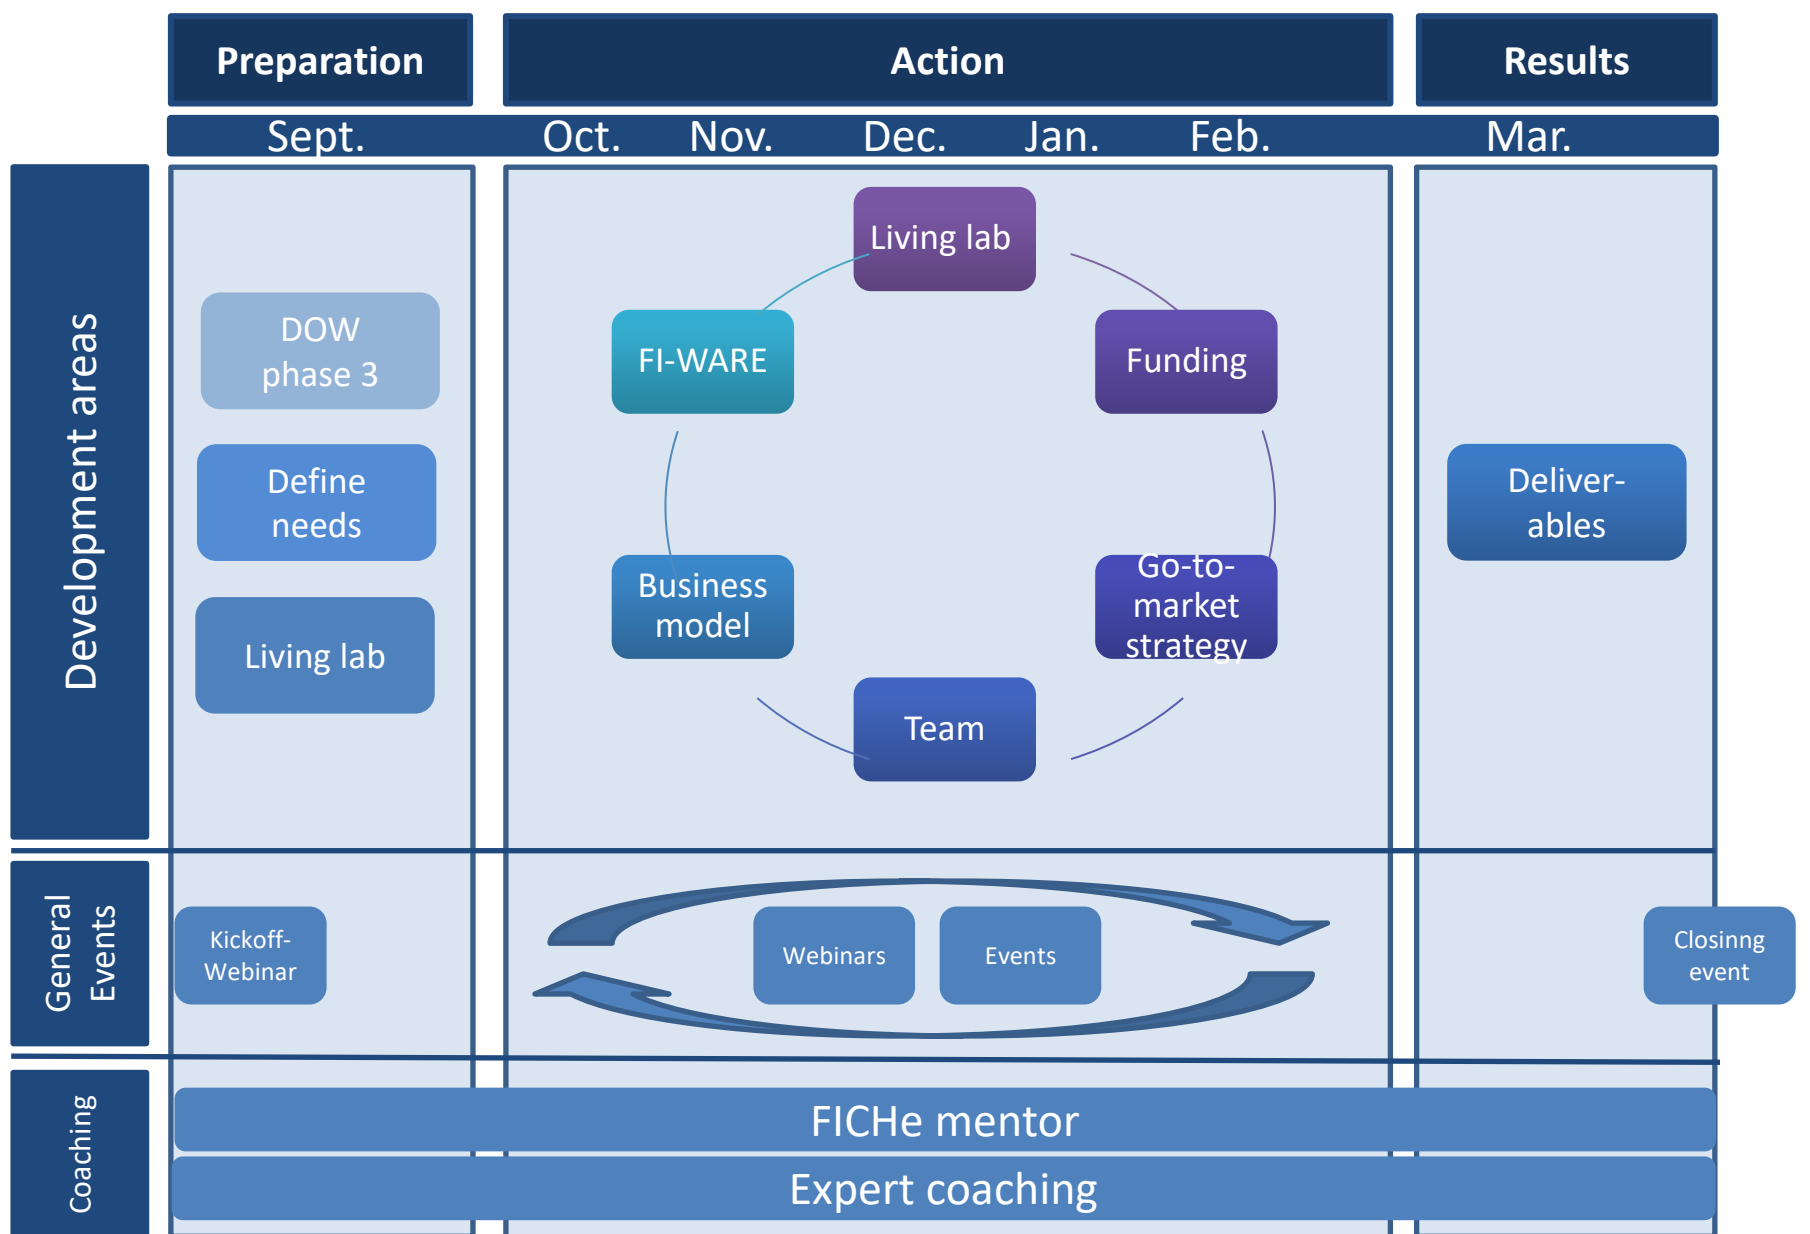 Preparation
Action
Results
Sept.
Oct.
Nov.
Dec.
Jan.
Feb.
Mar.
Development areas
DOW
phase 3
Define
needs
Living lab
Living lab
Funding
Go-to-
market
strategy
Team
Business
model
FI-WARE
Deliver-
ables
General
Events
Kickoff-
Webinar
Webinars
Events
Closinng
event
Coaching
FICHe mentor
Expert coaching